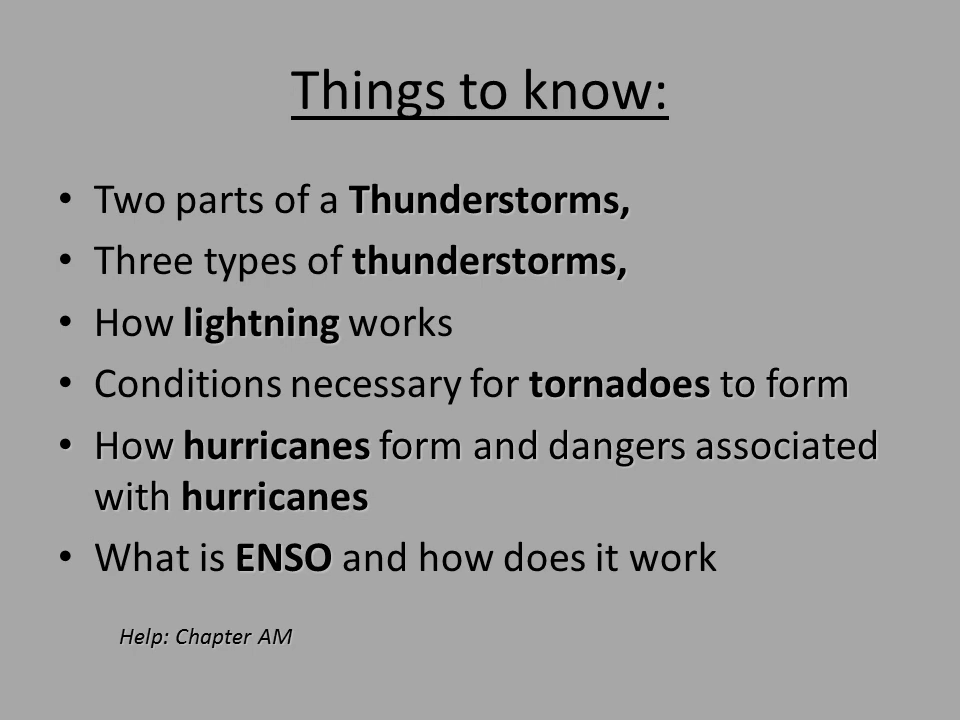 Things to know:
• Two parts of a Thunderstorms,
• Three types of thunderstorms,
• How lightning works
• Conditions necessary for tornadoes to form
• How hurricanes form and dangers associated
with hurricanes
• What is ENSO and how does it work
Help: Chapter AM